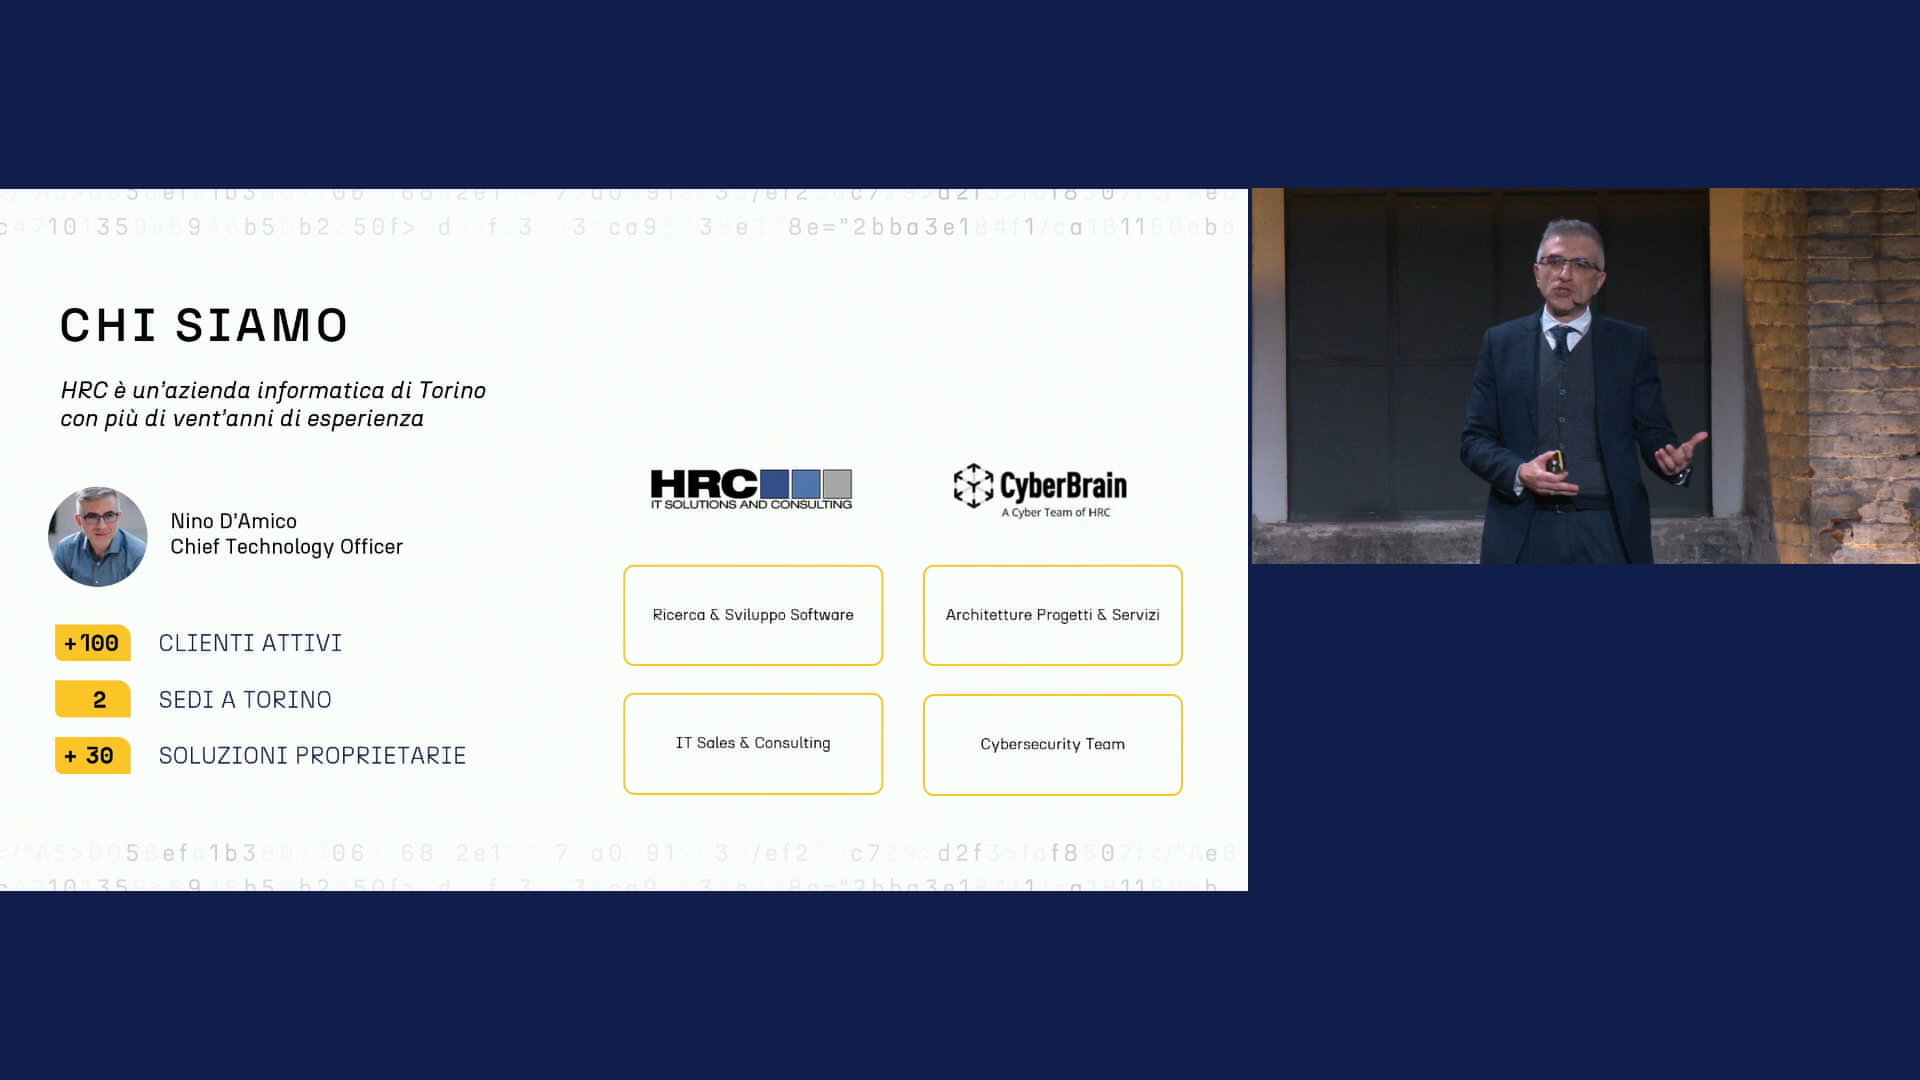 CHI SIAMO
HRC è un'azienda informatica di Torino
con più di vent'anni di esperienza
Nino D'Amico
Chief Technology Officer
+100 CLIENTI ATTIVI
2 SEDI A TORINO
+ 30 SOLUZIONI PROPRIETARIE
HRC
IT SOLUTIONS AND CONSULTING
CyberBrain
A Cyber Team of HRC
Ricerca & Sviluppo Software
Architetture Progetti & Servizi
IT Sales & Consulting
Cybersecurity Team